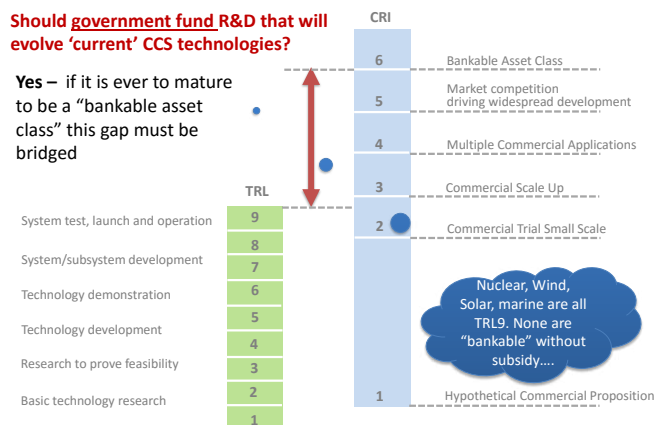 Should government fund R&D that will
evolve 'current' CCS technologies?
Yes – if it is ever to mature
to be a “bankable asset
class” this gap must be
bridged
CRI
6
Bankable Asset Class
5
Market competition
driving widespread development
4
Multiple Commercial Applications
3
Commercial Scale Up
2
Commercial Trial Small Scale
1
Hypothetical Commercial Proposition
TRL
System test, launch and operation
9
8
System/subsystem development
7
Technology demonstration
6
5
Technology development
4
Research to prove feasibility
3
2
Basic technology research
1
Nuclear, Wind,
Solar, marine are all
TRL9. None are
“bankable” without
subsidy....